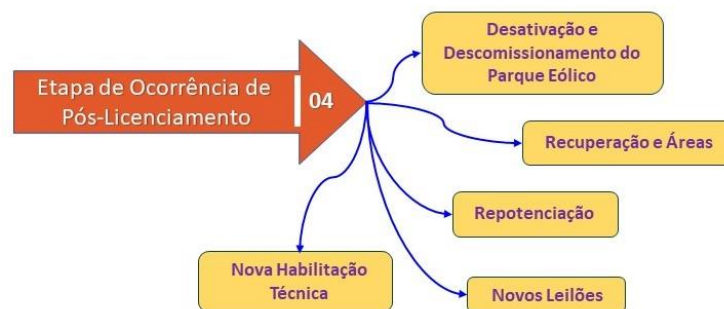 Etapa de Ocorrência de
Pós-Licenciamento
04
Desativação e
Descomissionamento do
Parque Eólico
Recuperação e Áreas
Repotenciação
Nova Habilitação
Técnica
Novos Leilões